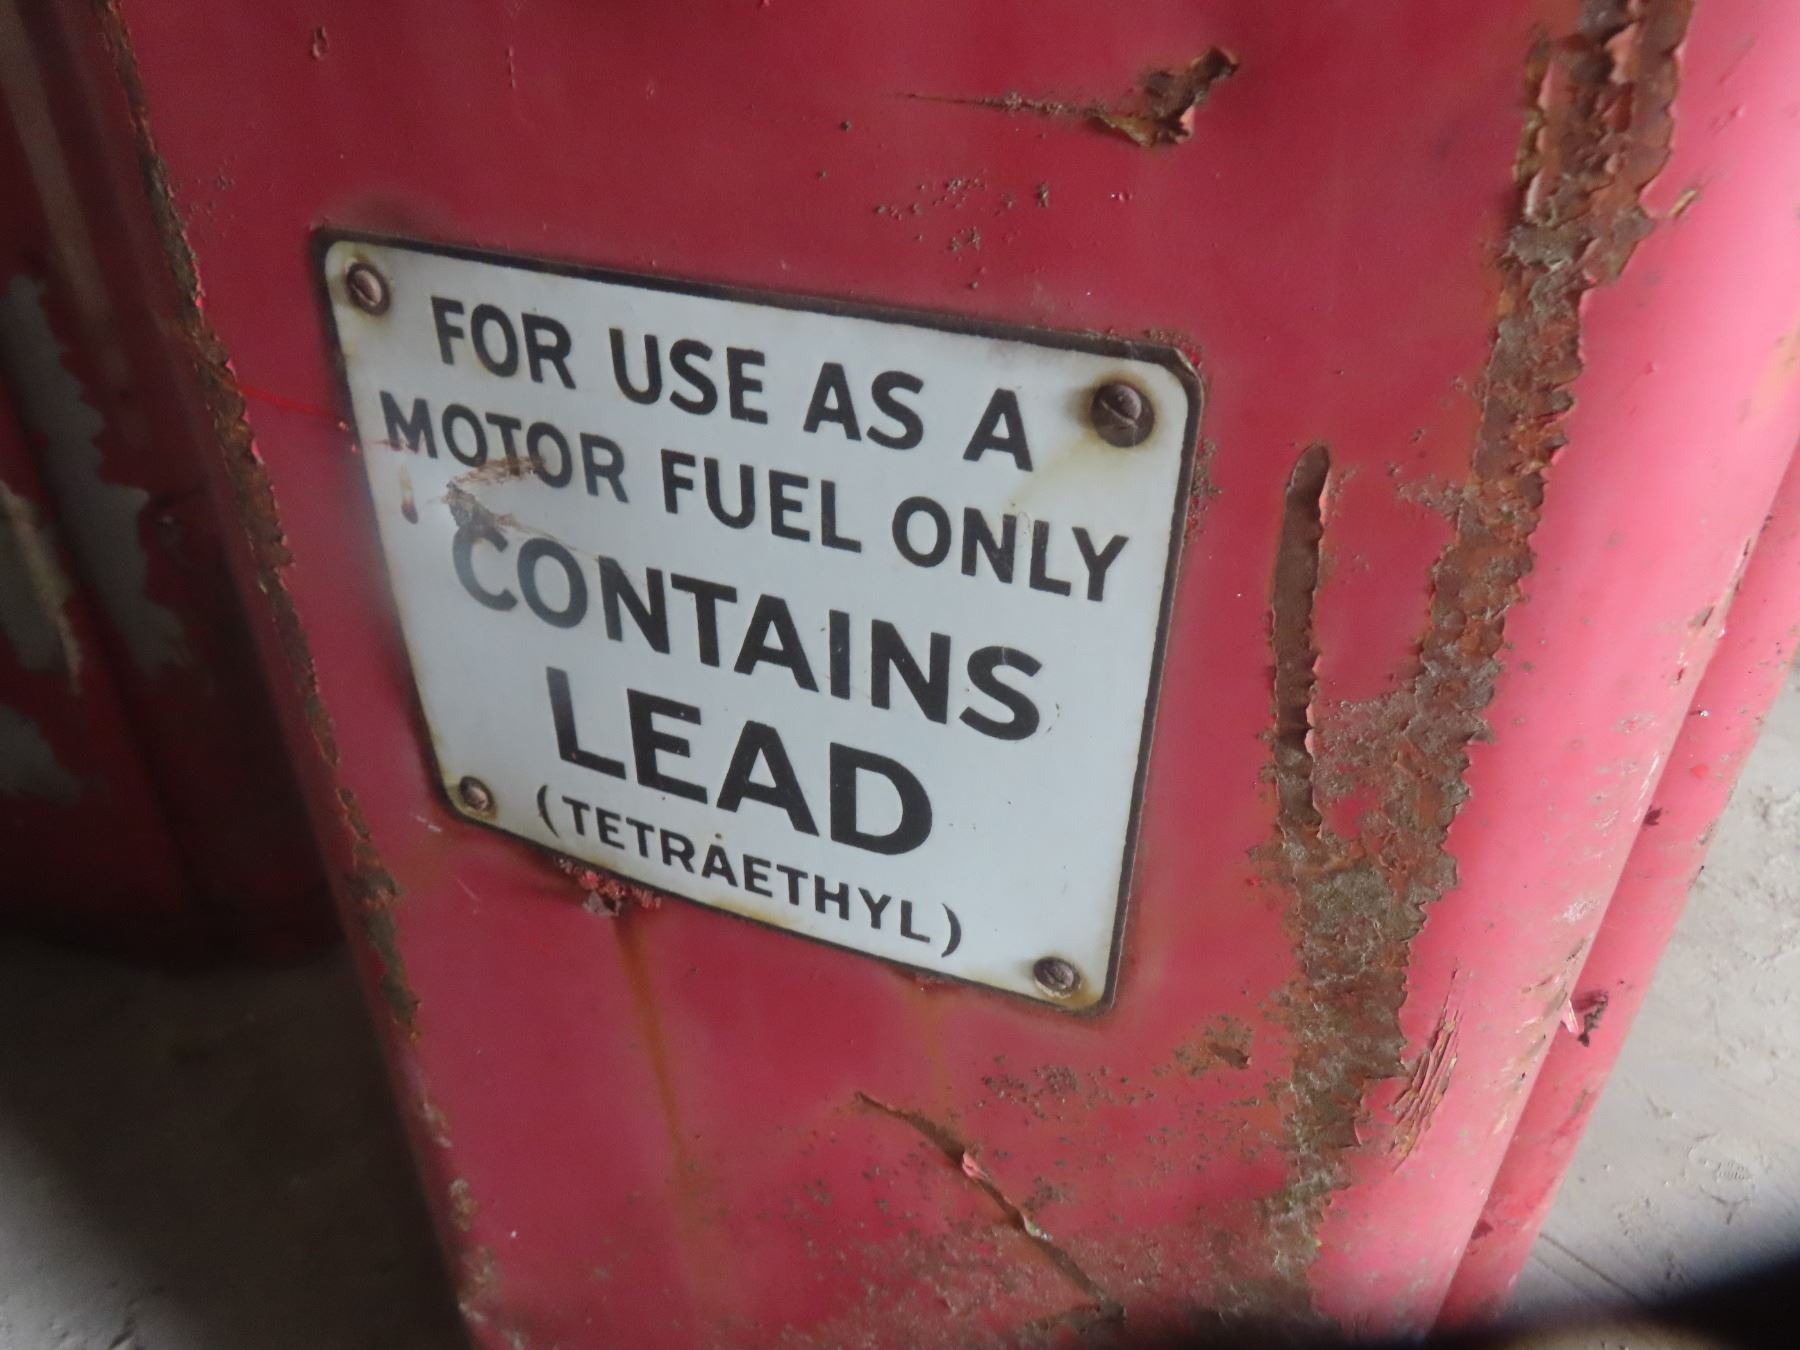 FOR USE AS A
MOTOR FUEL ONLY
CONTAINS
LEAD
(TETRAETHYL)